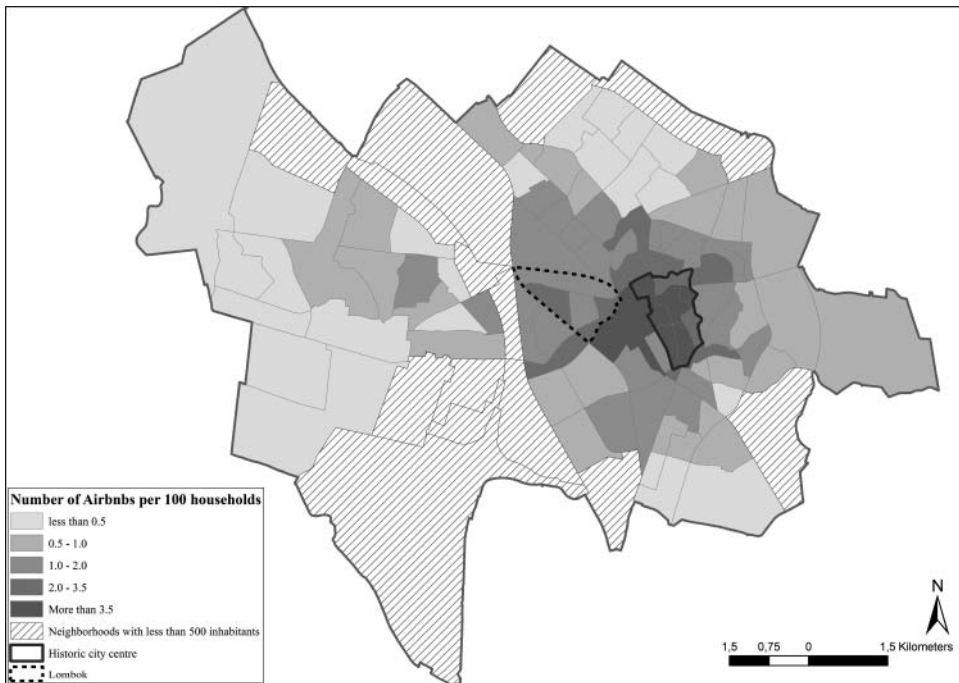 Number of Airbnbs per 100 households
less than 0.5
0.5 - 1.0
1.0 - 2.0
2.0 - 3.5
More than 3.5
Neighborhoods with less than 500 inhabitants
Historic city centre
Lombok
N
1,5 0,75 0 1,5 Kilometers